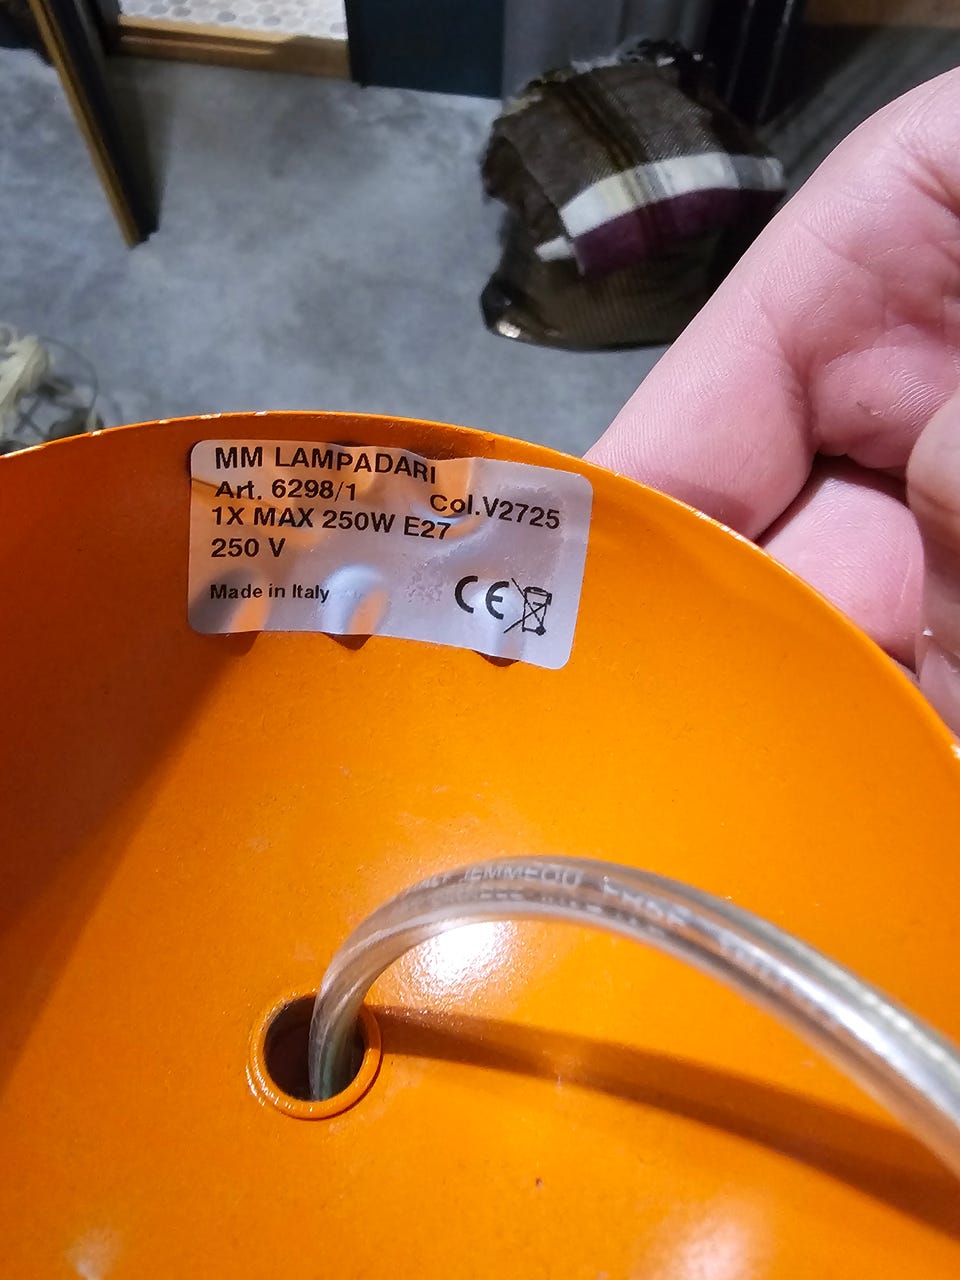 MM LAMPADARI
Art. 6298/1 Col.V2725
1X MAX 250W E27
250 V
Made in Italy CE